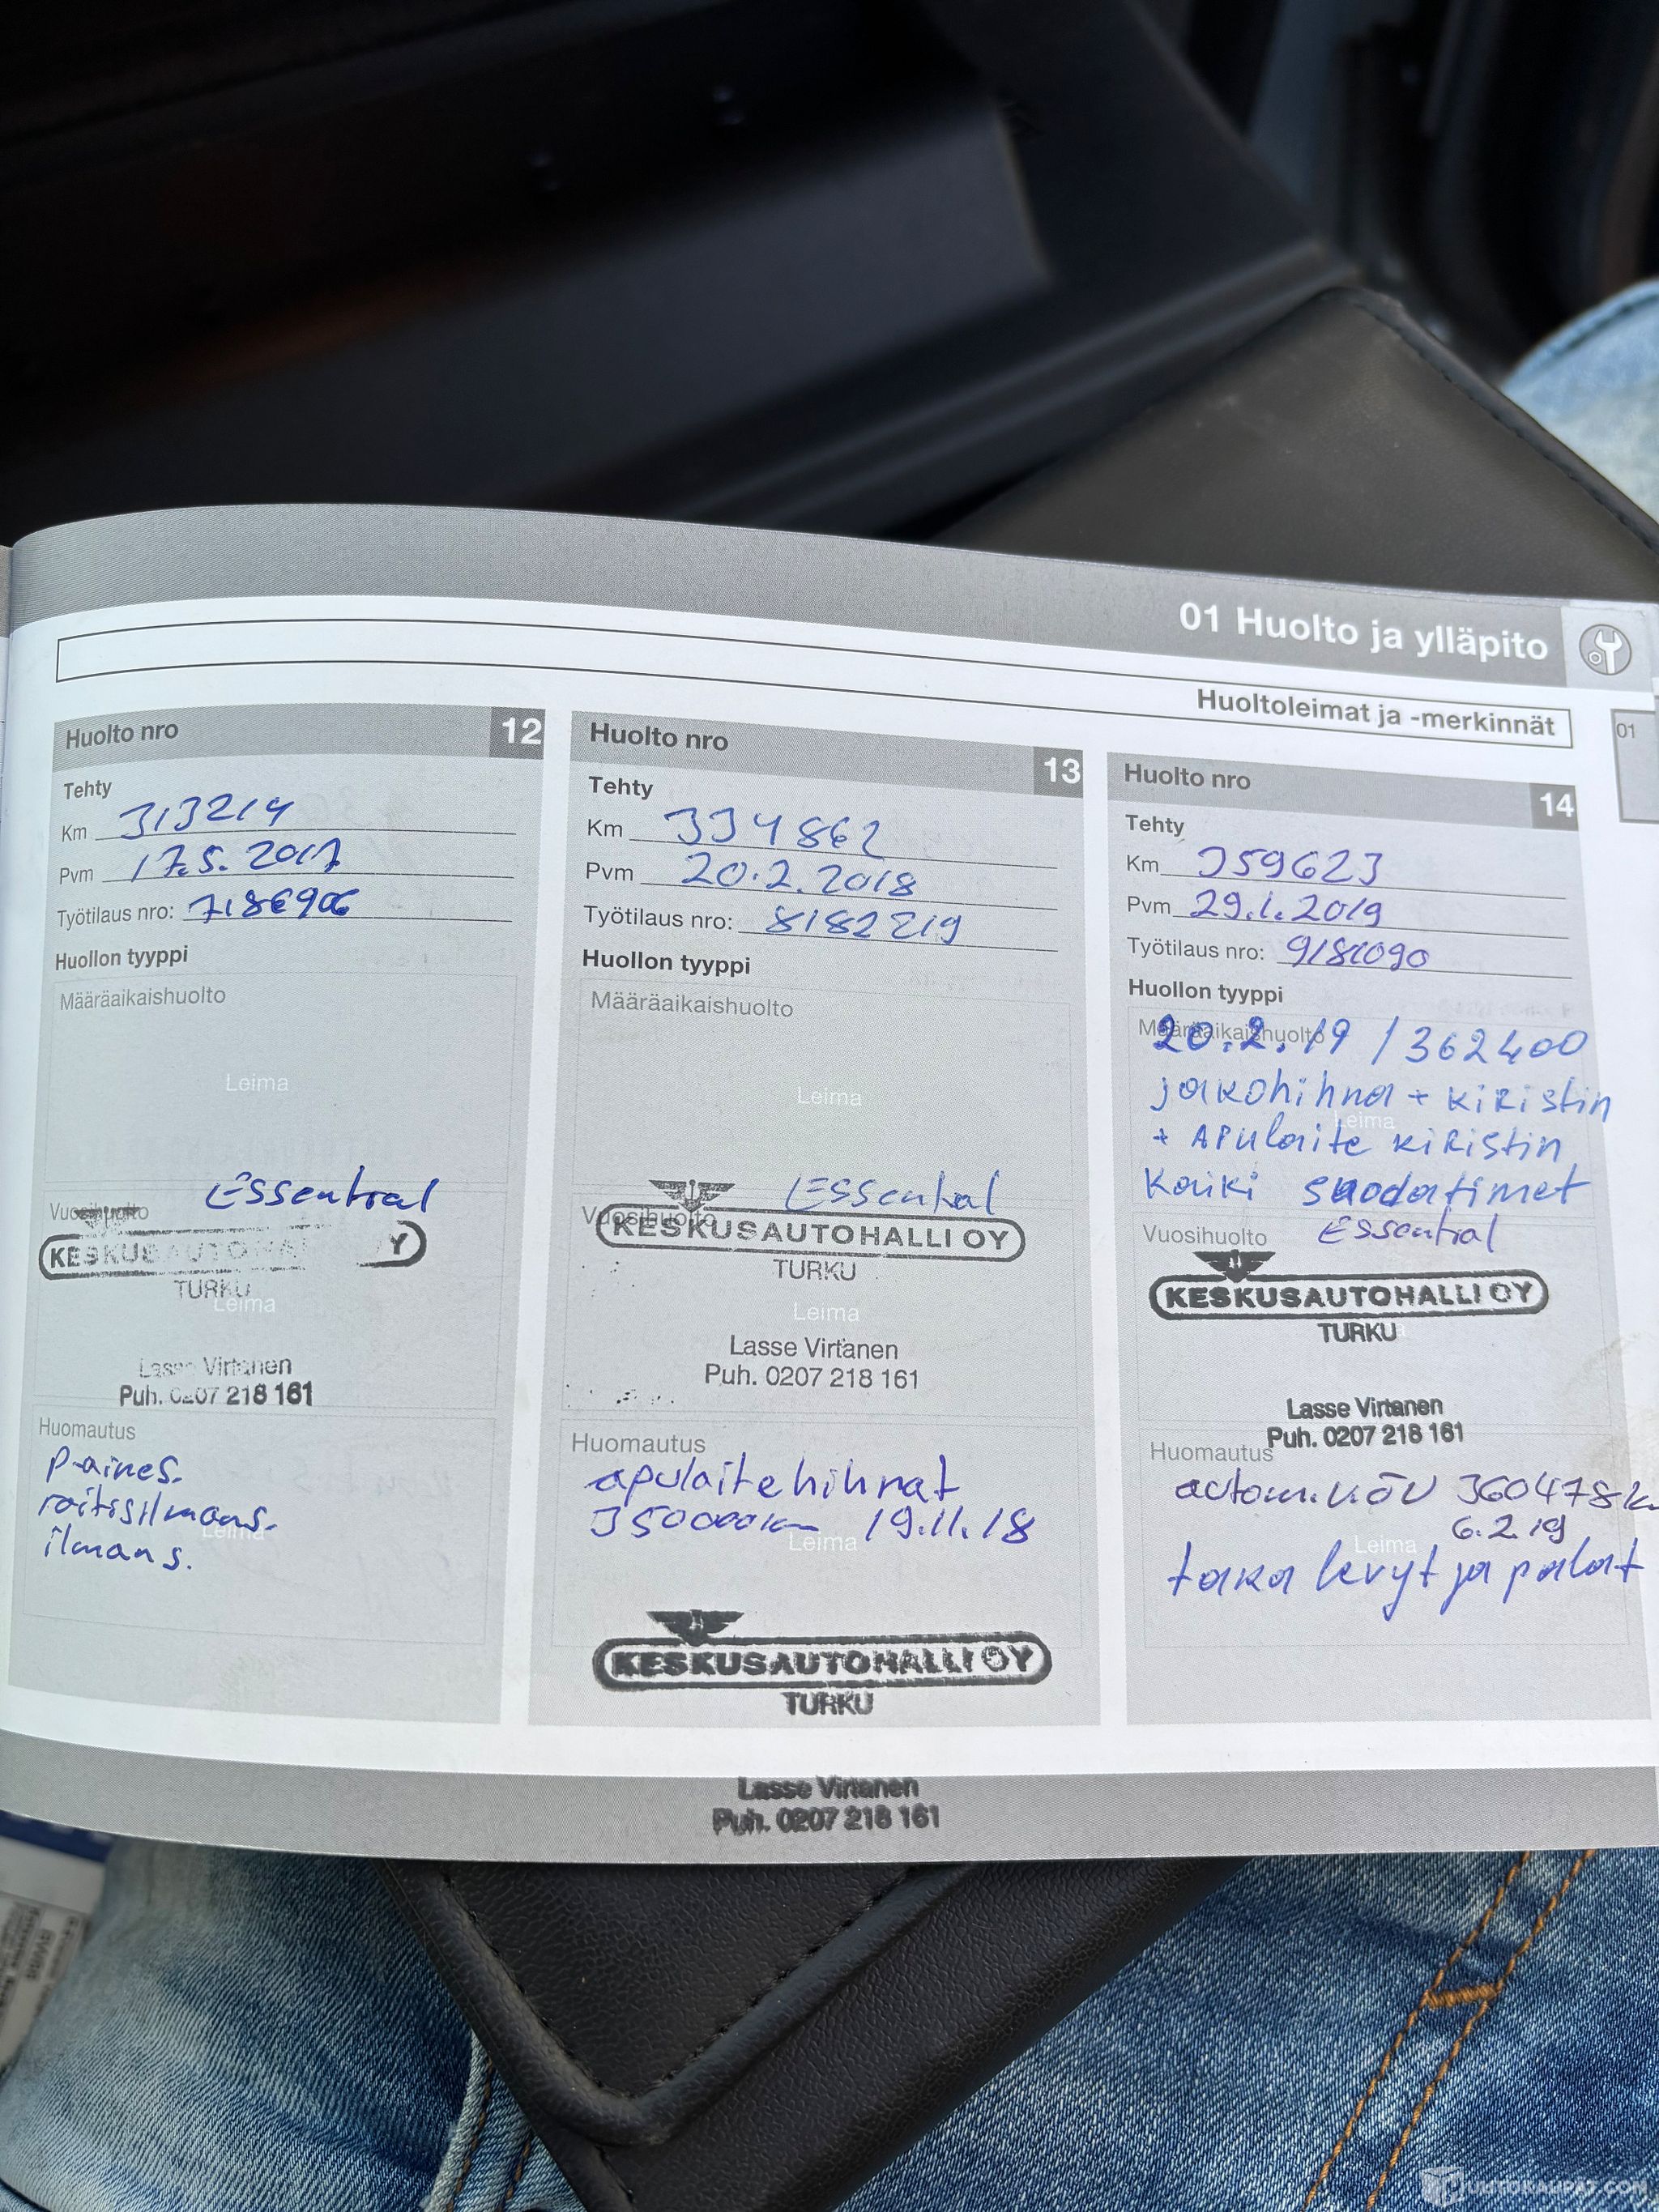 01 Huolto ja ylläpito
Huoltoleimat ja -merkinnät
01
Huolto nro 12
Tehty
Km 313214
Pvm 17.5.2017
Työtilaus nro:
Huollon tyyppi
Määräaikaishuolto
Leima
Essential
Vuosihuolto
KESKUSAUTOHALLI OY
TURKU
Leima
Lasse Virtanen
Puh. 0207 218 161
Huomautus
Paines.
raitisilmans.
Leima
ilmans.
Huolto nro 13
Tehty
Km 334862
Pvm 20.2.2018
Työtilaus nro: 8182219
Huollon tyyppi
Määräaikaishuolto
Leima
Essential
Vuosihuolto
KESKUSAUTOHALLI OY
TURKU
Leima
Lasse Virtanen
Puh. 0207 218 161
Huomautus
apulaitehihnat
350000km 19.11.18
Leima
KESKUSAUTOHALLI OY
TURKU
Lasse Virtanen
Puh. 0207 218 161
Huolto nro 14
Tehty
Km 359623
Pvm 29.1.2019
Työtilaus nro:
Huollon tyyppi
Määräaikaishuolto
20.2.19 / 362400
jakohihna + kiristin
Leima
+ apulaite kiristin
kaiki suodatimet
Vuosihuolto Essential
KESKUSAUTOHALLI OY
TURKU
Lasse Virtanen
Puh. 0207 218 161
Huomautus
360478km
6.2.19
Leima
taka levyt ja palat